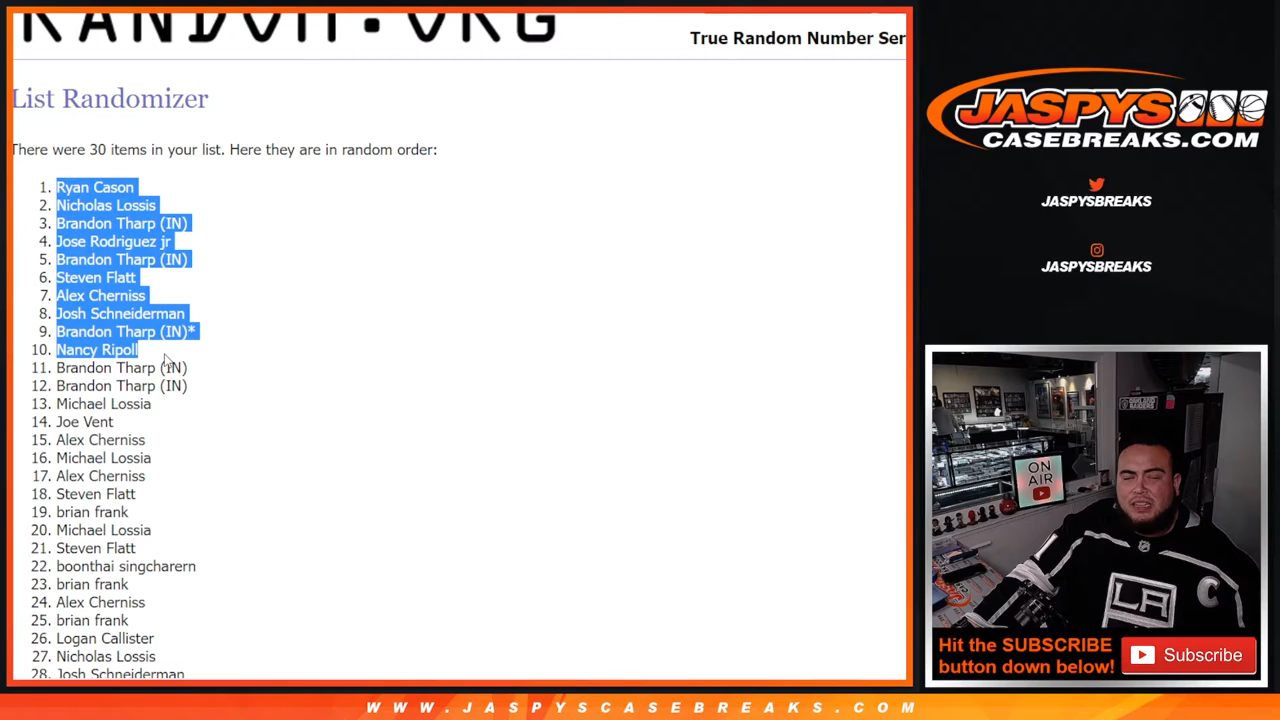 RANDOM.ORG
True Random Number Ser
List Randomizer
There were 30 items in your list. Here they are in random order:
1. Ryan Cason
2. Nicholas Lossis
3. Brandon Tharp (IN)
4. Jose Rodriguez jr
5. Brandon Tharp (IN)
6. Steven Flatt
7. Alex Cherniss
8. Josh Schneiderman
9. Brandon Tharp (IN)*
10. Nancy Ripoll
11. Brandon Tharp (IN)
12. Brandon Tharp (IN)
13. Michael Lossia
14. Joe Vent
15. Alex Cherniss
16. Michael Lossia
17. Alex Cherniss
18. Steven Flatt
19. brian frank
20. Michael Lossia
21. Steven Flatt
22. boonthai singcharern
23. brian frank
24. Alex Cherniss
25. brian frank
26. Logan Callister
27. Nicholas Lossis
28. Josh Schneiderman
JASPYS
CASEBREAKS.COM
JASPYSBREAKS
JASPYSBREAKS
OAKLAND
RAIDERS
ON
AIR
LA
C
Hit the SUBSCRIBE
button down below!
Subscribe
WWW.JASPYSCASEBREAKS.COM